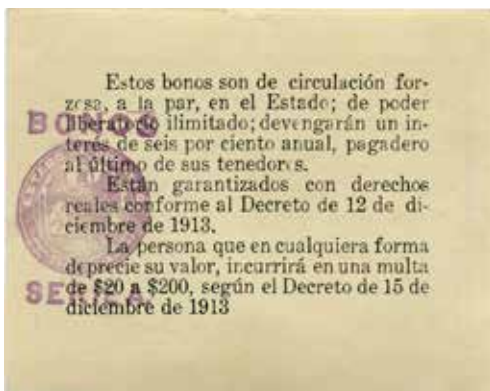 Estos bonos son de circulación for-
zosa, a la par, en el Estado; de poder
liberatorio ilimitado; devengarán un in-
terés de seis por ciento anual, pagadero
al último de sus tenedores.
Están garantizados con derechos
reales conforme al Decreto de 12 de di-
ciembre de 1913.
La persona que en cualquiera forma
deprecie su valor, incurrirá en una multa
de $20 a $200, según el Decreto de 15 de
diciembre de 1913